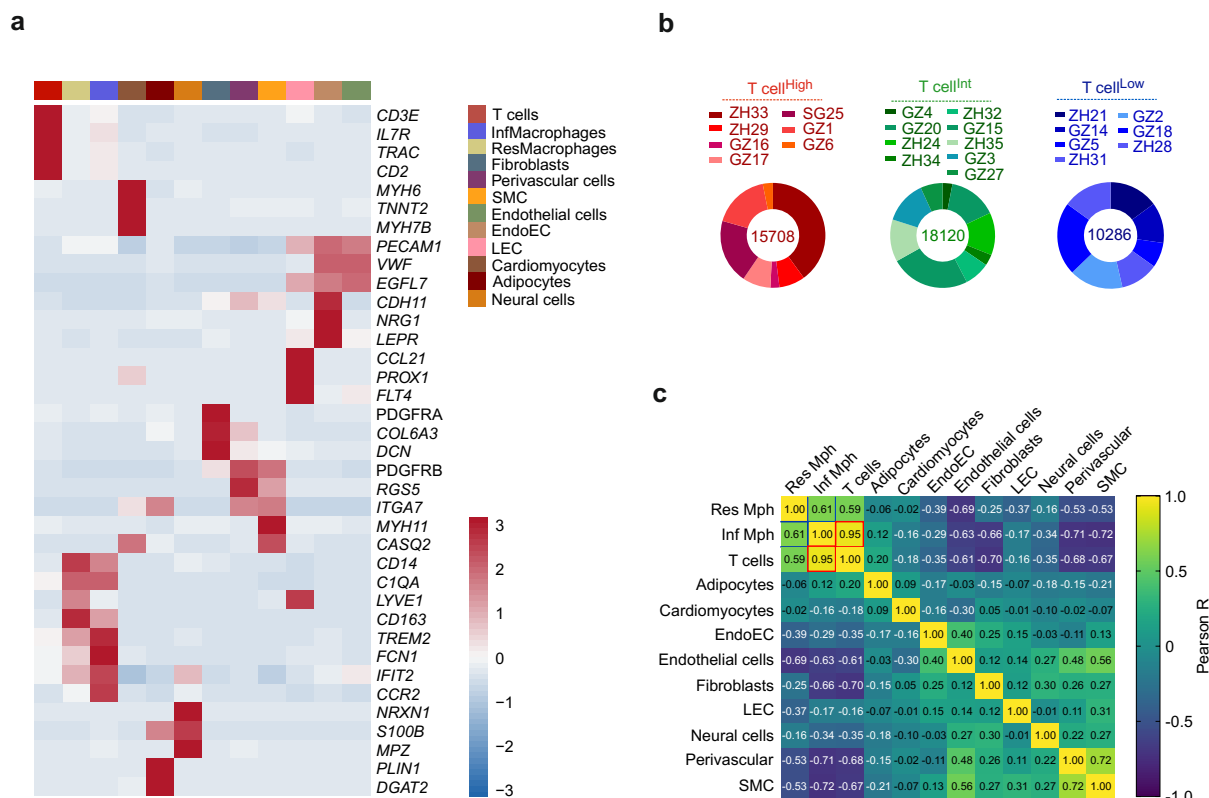 a
CD3E
IL7R
TRAC
CD2
MYH6
TNNT2
MYH7B
PECAM1
VWF
EGFL7
CDH11
NRG1
LEPR
CCL21
PROX1
FLT4
PDGFRA
COL6A3
DCN
PDGFRB
RGS5
ITGA7
MYH11
CASQ2
CD14
C1QA
LYVE1
CD163
TREM2
FCN1
IFIT2
CCR2
NRXN1
S100B
MPZ
PLIN1
DGAT2
T cells
InfMacrophages
ResMacrophages
Fibroblasts
Perivascular cells
SMC
Endothelial cells
EndoEC
LEC
Cardiomyocytes
Adipocytes
Neural cells
3
2
1
0
−1
−2
−3
b
T cellHigh
ZH33 SG25
ZH29 GZ1
GZ16 GZ6
GZ17
15708
T cellInt
GZ4 ZH32
GZ20 GZ15
ZH24 ZH35
ZH34 GZ3
GZ27
18120
T cellLow
ZH21 GZ2
GZ14 GZ18
GZ5 ZH28
ZH31
10286
c
Res Mph Inf Mph T cells Adipocytes Cardiomyocytes EndoEC Endothelial cells Fibroblasts LEC Neural cells Perivascular SMC
Res Mph 1.00 0.61 0.59 -0.06 -0.02 -0.39 -0.69 -0.25 -0.37 -0.16 -0.53 -0.53
Inf Mph 0.61 1.00 0.95 0.12 -0.16 -0.29 -0.63 -0.66 -0.17 -0.34 -0.71 -0.72
T cells 0.59 0.95 1.00 0.20 -0.18 -0.35 -0.61 -0.70 -0.16 -0.35 -0.68 -0.67
Adipocytes -0.06 0.12 0.20 1.00 0.09 -0.17 -0.03 -0.15 -0.07 -0.18 -0.15 -0.21
Cardiomyocytes -0.02 -0.16 -0.18 0.09 1.00 -0.16 -0.30 0.05 -0.01 -0.10 -0.02 -0.07
EndoEC -0.39 -0.29 -0.35 -0.17 -0.16 1.00 0.40 0.25 0.15 -0.03 -0.11 0.13
Endothelial cells -0.69 -0.63 -0.61 -0.03 -0.30 0.40 1.00 0.12 0.14 0.27 0.48 0.56
Fibroblasts -0.25 -0.66 -0.70 -0.15 0.05 0.25 0.12 1.00 0.12 0.30 0.26 0.27
LEC -0.37 -0.17 -0.16 -0.07 -0.01 0.15 0.14 0.12 1.00 -0.01 0.11 0.31
Neural cells -0.16 -0.34 -0.35 -0.18 -0.10 -0.03 0.27 0.30 -0.01 1.00 0.22 0.27
Perivascular -0.53 -0.71 -0.68 -0.15 -0.02 -0.11 0.48 0.26 0.11 0.22 1.00 0.72
SMC -0.53 -0.72 -0.67 -0.21 -0.07 0.13 0.56 0.27 0.31 0.27 0.72 1.00
1.0
0.5
0
-0.5
-1.0
Pearson R